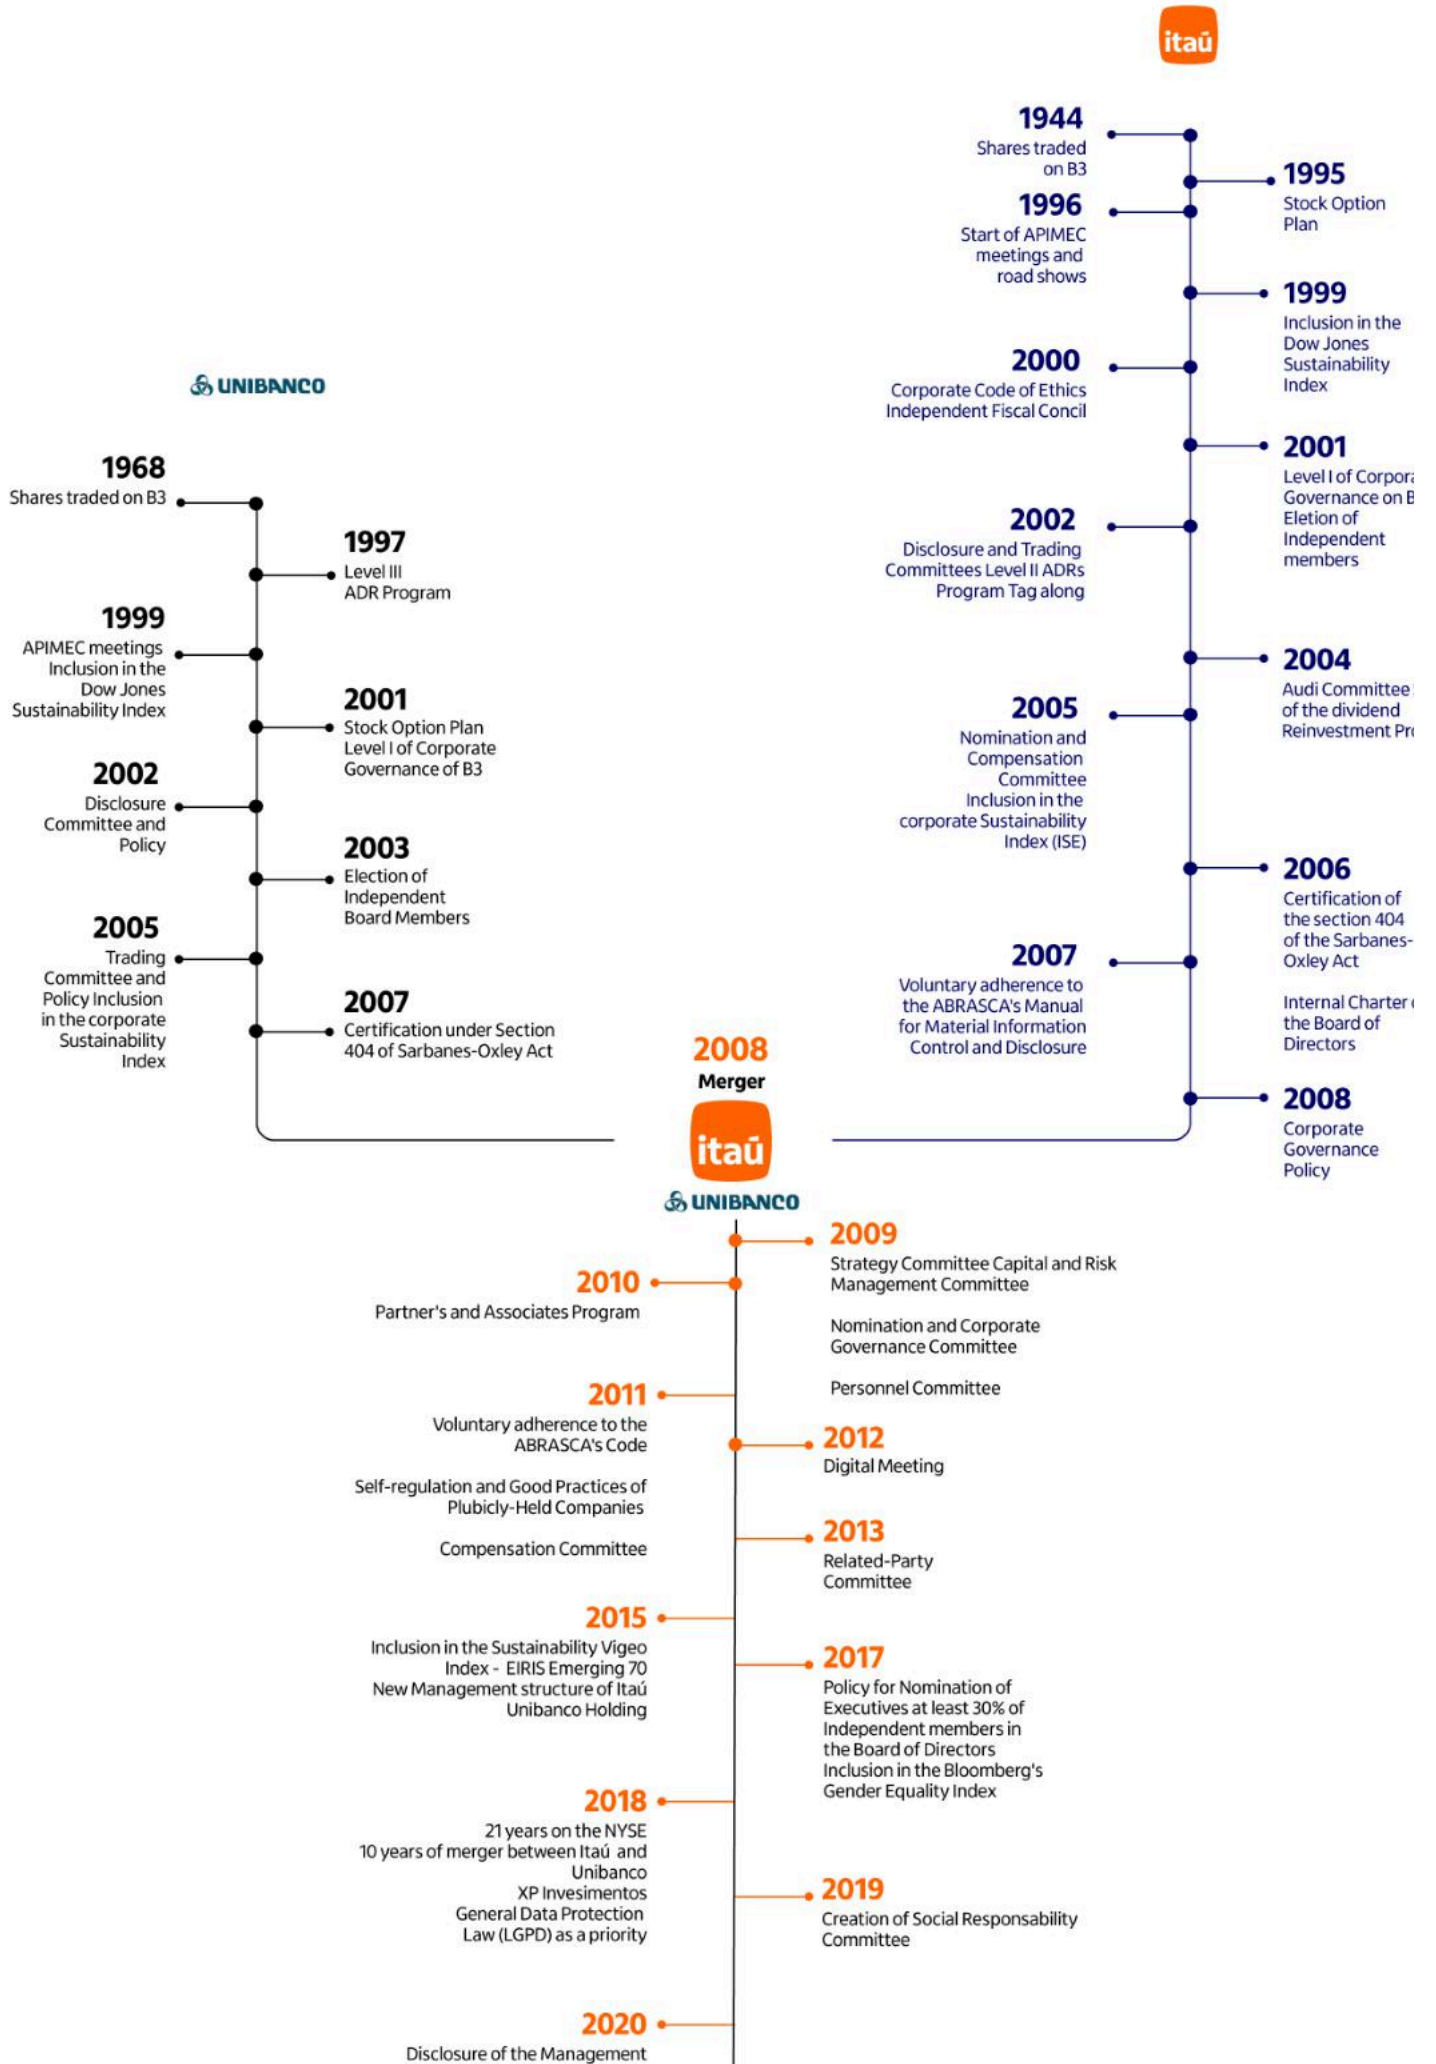 itaú
1944
Shares traded
on B3
1995
Stock Option
Plan
1996
Start of APIMEC
meetings and
road shows
1999
Inclusion in the
Dow Jones
Sustainability
Index
2000
Corporate Code of Ethics
Independent Fiscal Concil
2001
Level I of
Governance on
Eletion of
Independent
members
2002
Disclosure and Trading
Committees Level II ADRs
Program Tag along
2004
Audi Committee
of the dividend
Reinvestment
2005
Nomination and
Compensation
Committee
Inclusion in the
corporate Sustainability
Index (ISE)
2006
Certification of
the section 404
of the Sarbanes-
Oxley Act
Internal Charter
the Board of
Directors
2007
Voluntary adherence to
the ABRASCA's Manual
for Material Information
Control and Disclosure
2008
Corporate
Governance
Policy
UNIBANCO
1968
Shares traded on B3
1997
Level III
ADR Program
1999
APIMEC meetings
Inclusion in the
Dow Jones
Sustainability Index
2001
Stock Option Plan
Level I of Corporate
Governance of B3
2002
Disclosure
Committee and
Policy
2003
Election of
Independent
Board Members
2005
Trading
Committee and
Policy Inclusion
in the corporate
Sustainability
Index
2007
Certification under Section
404 of Sarbanes-Oxley Act
2008
Merger
itaú
UNIBANCO
2009
Strategy Committee Capital and Risk
Management Committee
Nomination and Corporate
Governance Committee
Personnel Committee
2010
Partner's and Associates Program
2011
Voluntary adherence to the
ABRASCA's Code
Self-regulation and Good Practices of
Plubicly-Held Companies
Compensation Committee
2012
Digital Meeting
2013
Related-Party
Committee
2015
Inclusion in the Sustainability Vigeo
Index - EIRIS Emerging 70
New Management structure of Itaú
Unibanco Holding
2017
Policy for Nomination of
Executives at least 30% of
Independent members in
the Board of Directors
Inclusion in the Bloomberg's
Gender Equality Index
2018
21 years on the NYSE
10 years of merger between Itaú and
Unibanco
XP Invesimentos
General Data Protection
Law (LGPD) as a priority
2019
Creation of Social Responsability
Committee
2020
Disclosure of the Management